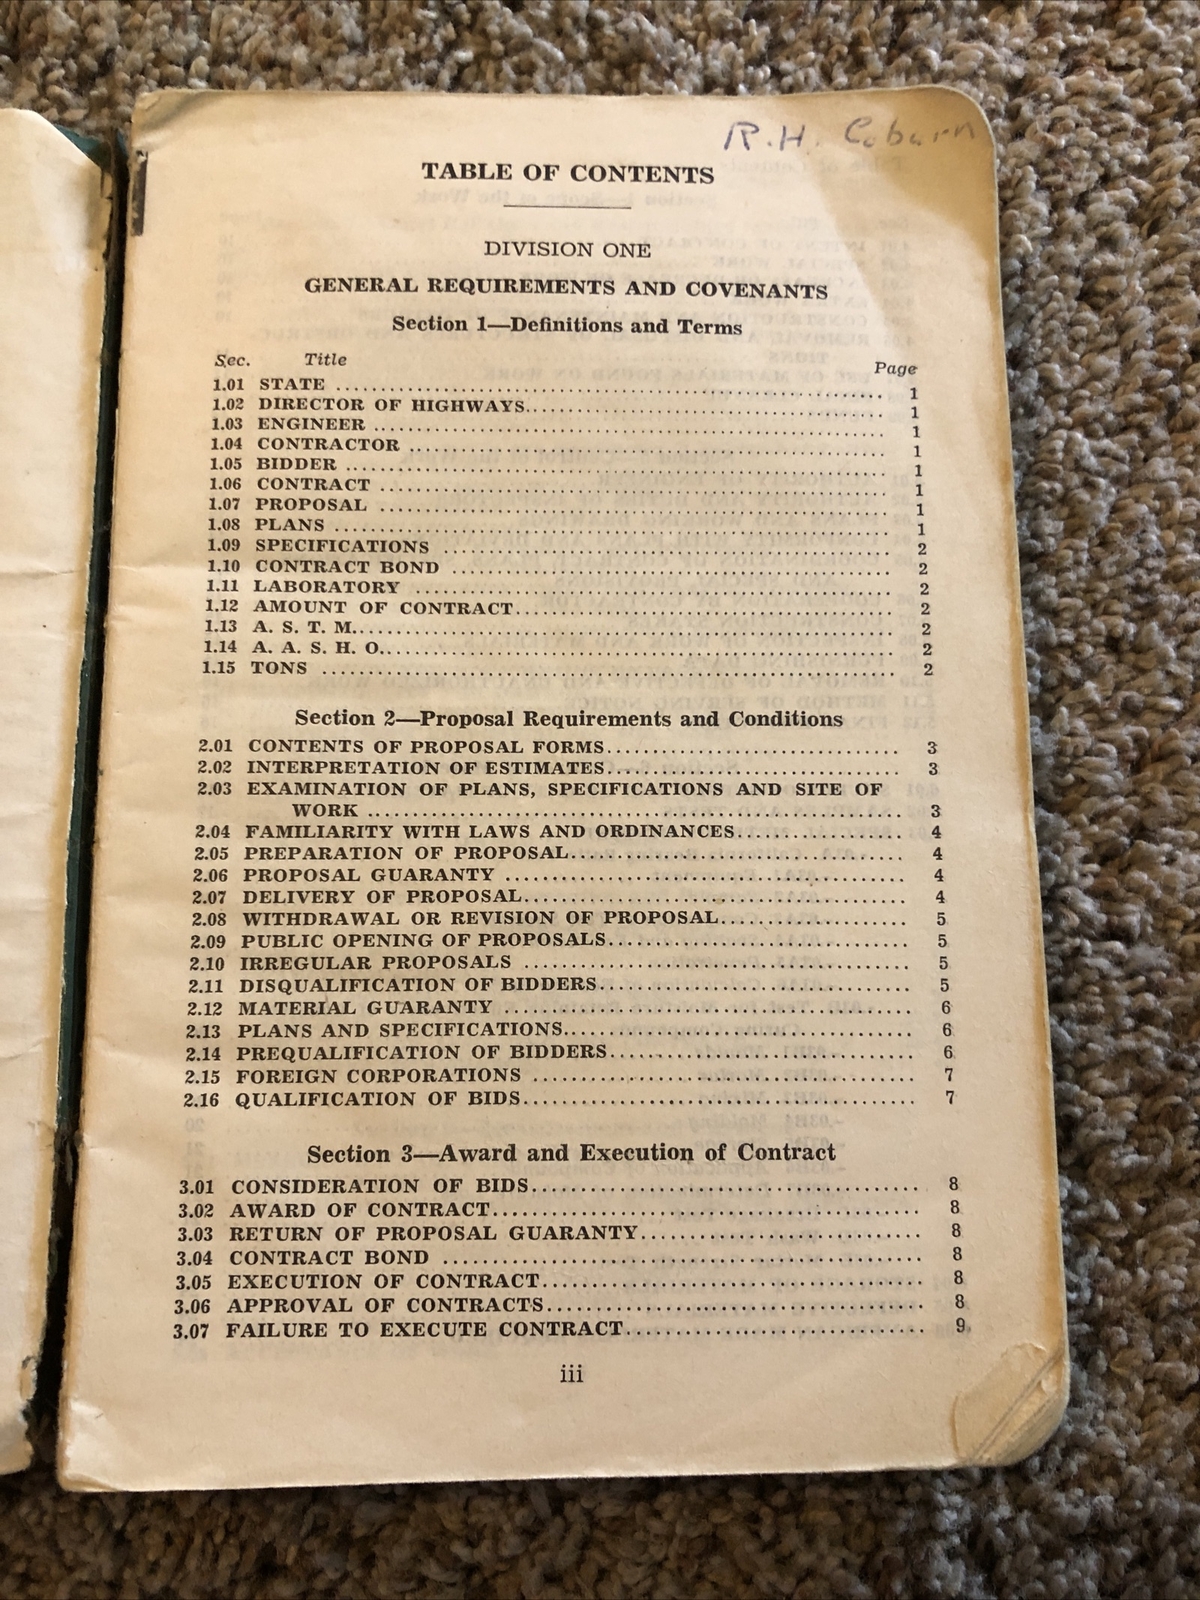 R.H. Coburn
TABLE OF CONTENTS
DIVISION ONE
GENERAL REQUIREMENTS AND COVENANTS
Section 1—Definitions and Terms
Sec. Title Page
1.01 STATE 1
1.02 DIRECTOR OF HIGHWAYS 1
1.03 ENGINEER 1
1.04 CONTRACTOR 1
1.05 BIDDER 1
1.06 CONTRACT 1
1.07 PROPOSAL 1
1.08 PLANS 1
1.09 SPECIFICATIONS 2
1.10 CONTRACT BOND 2
1.11 LABORATORY 2
1.12 AMOUNT OF CONTRACT 2
1.13 A. S. T. M. 2
1.14 A. A. S. H. O. 2
1.15 TONS 2
Section 2—Proposal Requirements and Conditions
2.01 CONTENTS OF PROPOSAL FORMS 3
2.02 INTERPRETATION OF ESTIMATES 3
2.03 EXAMINATION OF PLANS, SPECIFICATIONS AND SITE OF
WORK 3
2.04 FAMILIARITY WITH LAWS AND ORDINANCES 4
2.05 PREPARATION OF PROPOSAL 4
2.06 PROPOSAL GUARANTY 4
2.07 DELIVERY OF PROPOSAL 4
2.08 WITHDRAWAL OR REVISION OF PROPOSAL 5
2.09 PUBLIC OPENING OF PROPOSALS 5
2.10 IRREGULAR PROPOSALS 5
2.11 DISQUALIFICATION OF BIDDERS 5
2.12 MATERIAL GUARANTY 6
2.13 PLANS AND SPECIFICATIONS 6
2.14 PREQUALIFICATION OF BIDDERS 6
2.15 FOREIGN CORPORATIONS 7
2.16 QUALIFICATION OF BIDS 7
Section 3—Award and Execution of Contract
3.01 CONSIDERATION OF BIDS 8
3.02 AWARD OF CONTRACT 8
3.03 RETURN OF PROPOSAL GUARANTY 8
3.04 CONTRACT BOND 8
3.05 EXECUTION OF CONTRACT 8
3.06 APPROVAL OF CONTRACTS 8
3.07 FAILURE TO EXECUTE CONTRACT 9
iii